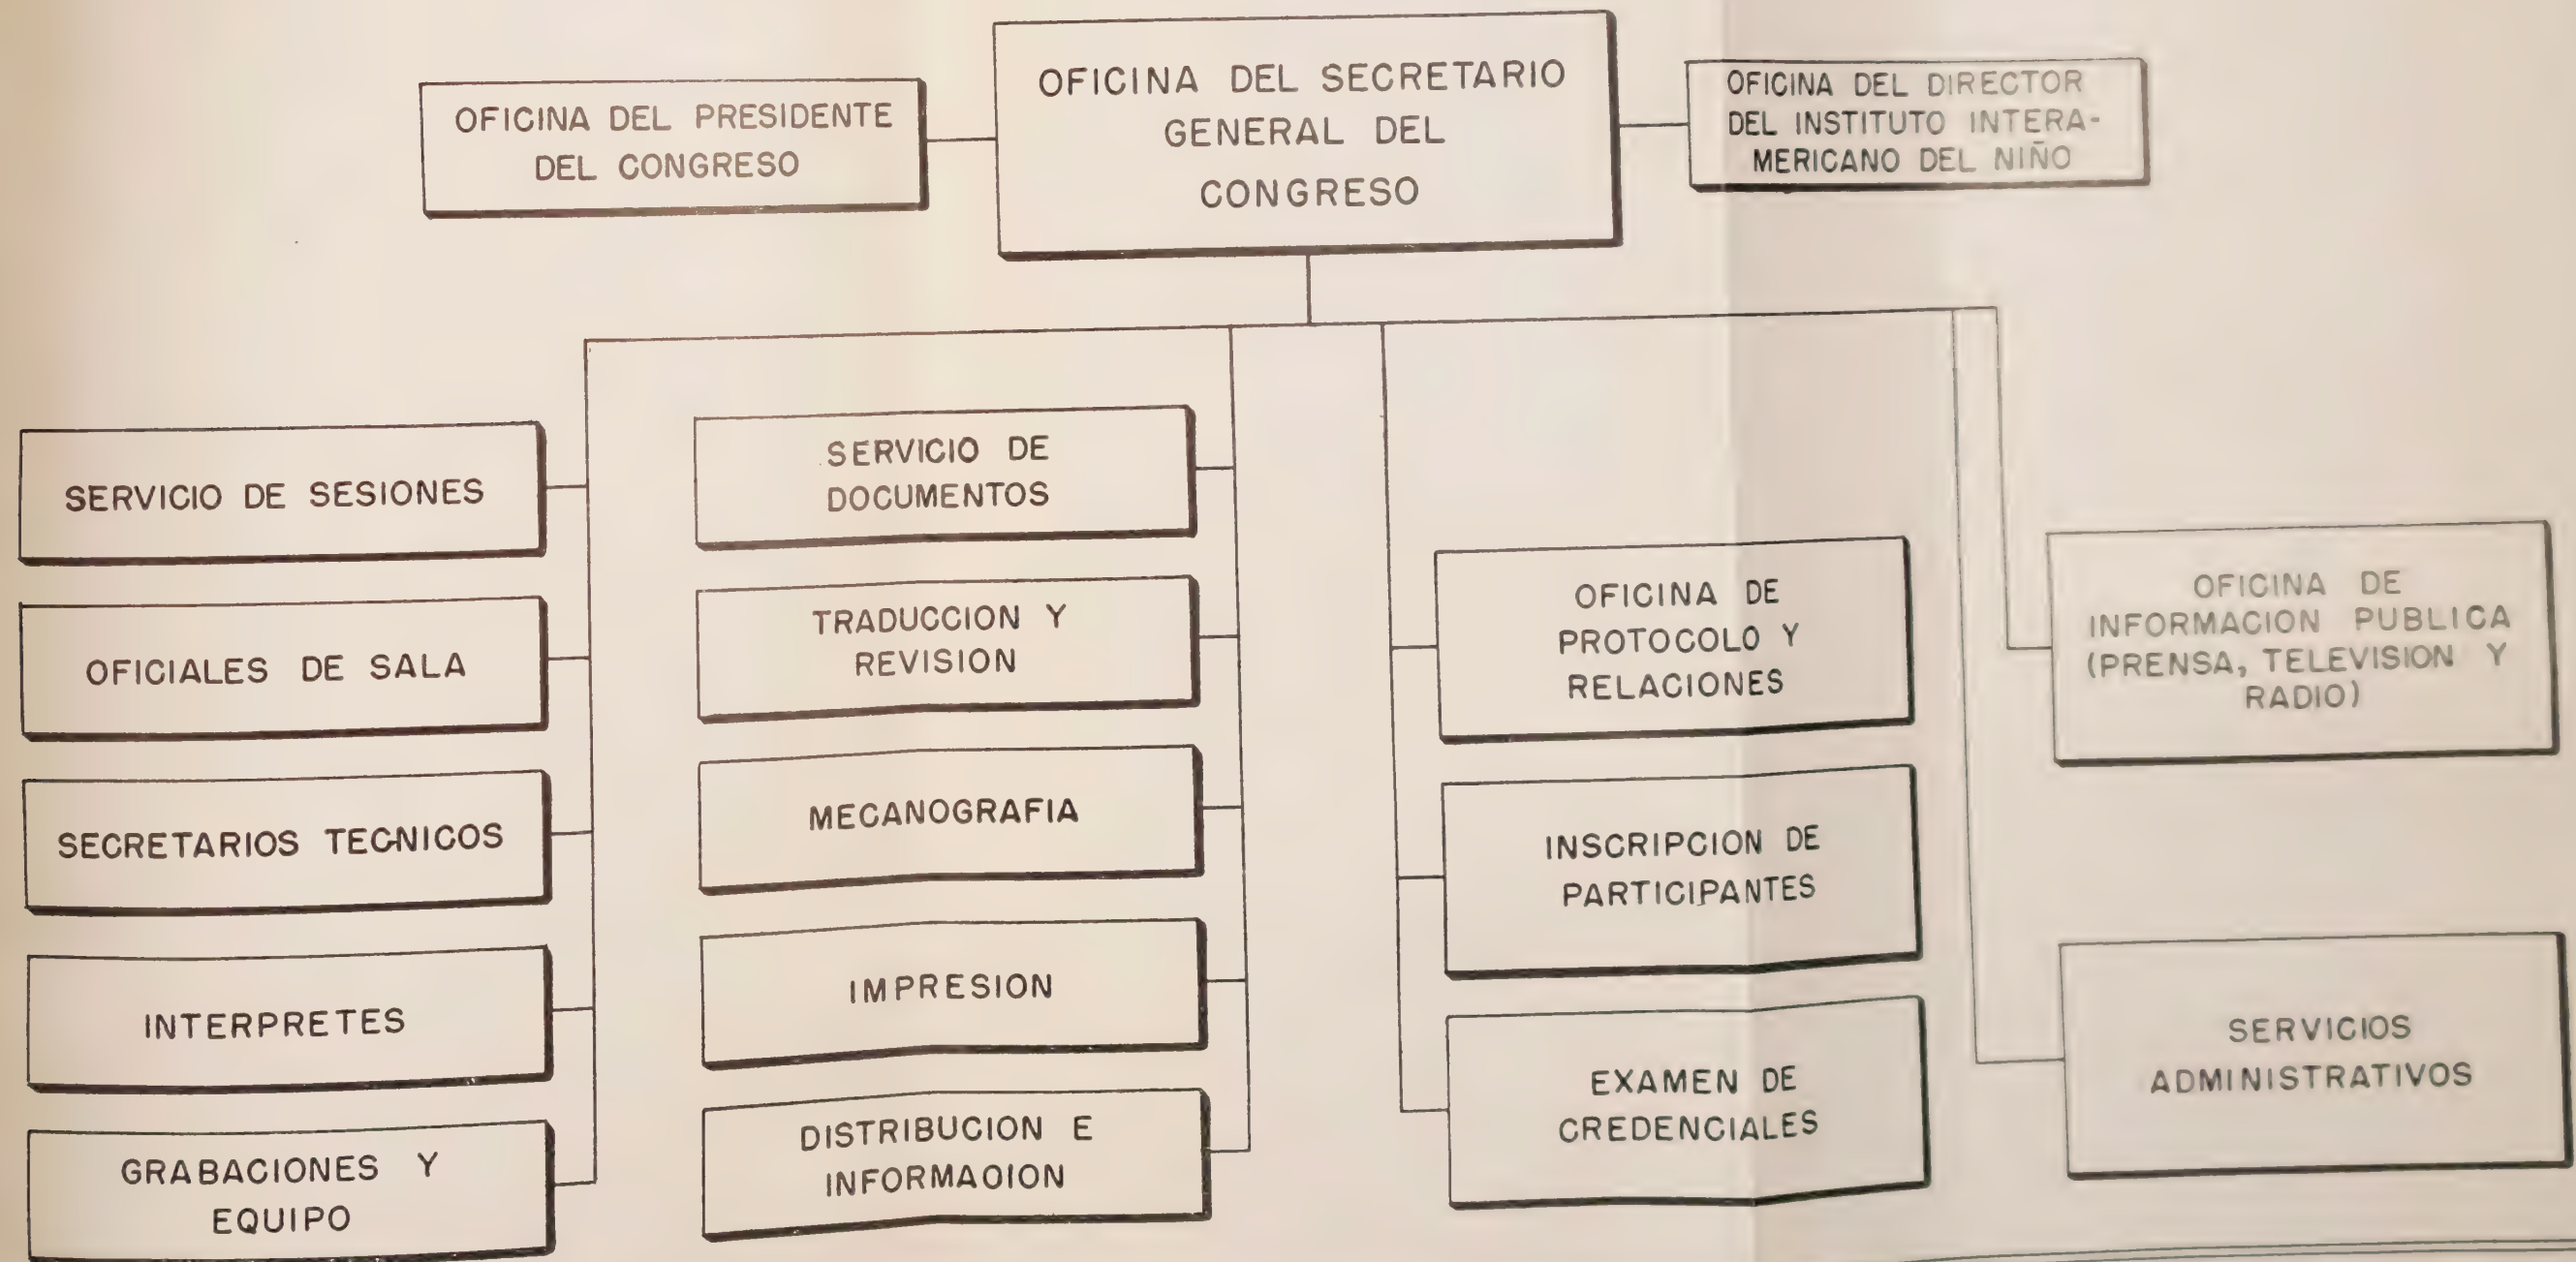 OFICINA DEL PRESIDENTE
DEL CONGRESO
OFICINA DEL SECRETARIO
GENERAL DEL
CONGRESO
OFICINA DEL DIRECTOR
DEL INSTITUTO INTERA-
MERICANO DEL NIÑO
SERVICIO DE SESIONES
OFICIALES DE SALA
SECRETARIOS TECNICOS
INTERPRETES
GRABACIONES Y
EQUIPO
SERVICIO DE
DOCUMENTOS
TRADUCCION Y
REVISION
MECANOGRAFIA
IMPRESION
DISTRIBUCION E
INFORMACION
OFICINA DE
PROTOCOLO Y
RELACIONES
INSCRIPCION DE
PARTICIPANTES
EXAMEN DE
CREDENCIALES
OFICINA DE
INFORMACION PUBLICA
(PRENSA, TELEVISION Y
RADIO)
SERVICIOS
ADMINISTRATIVOS